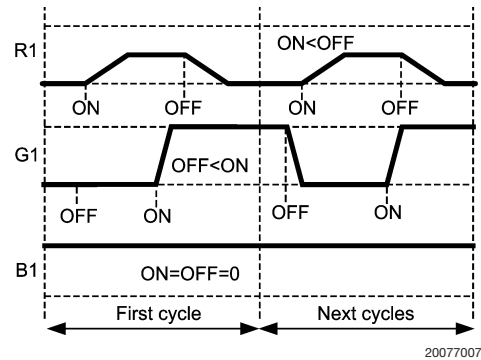 R1
ON<OFF
ON OFF ON OFF
G1
OFF<ON
OFF ON OFF ON
B1
ON=OFF=0
First cycle Next cycles
20077007